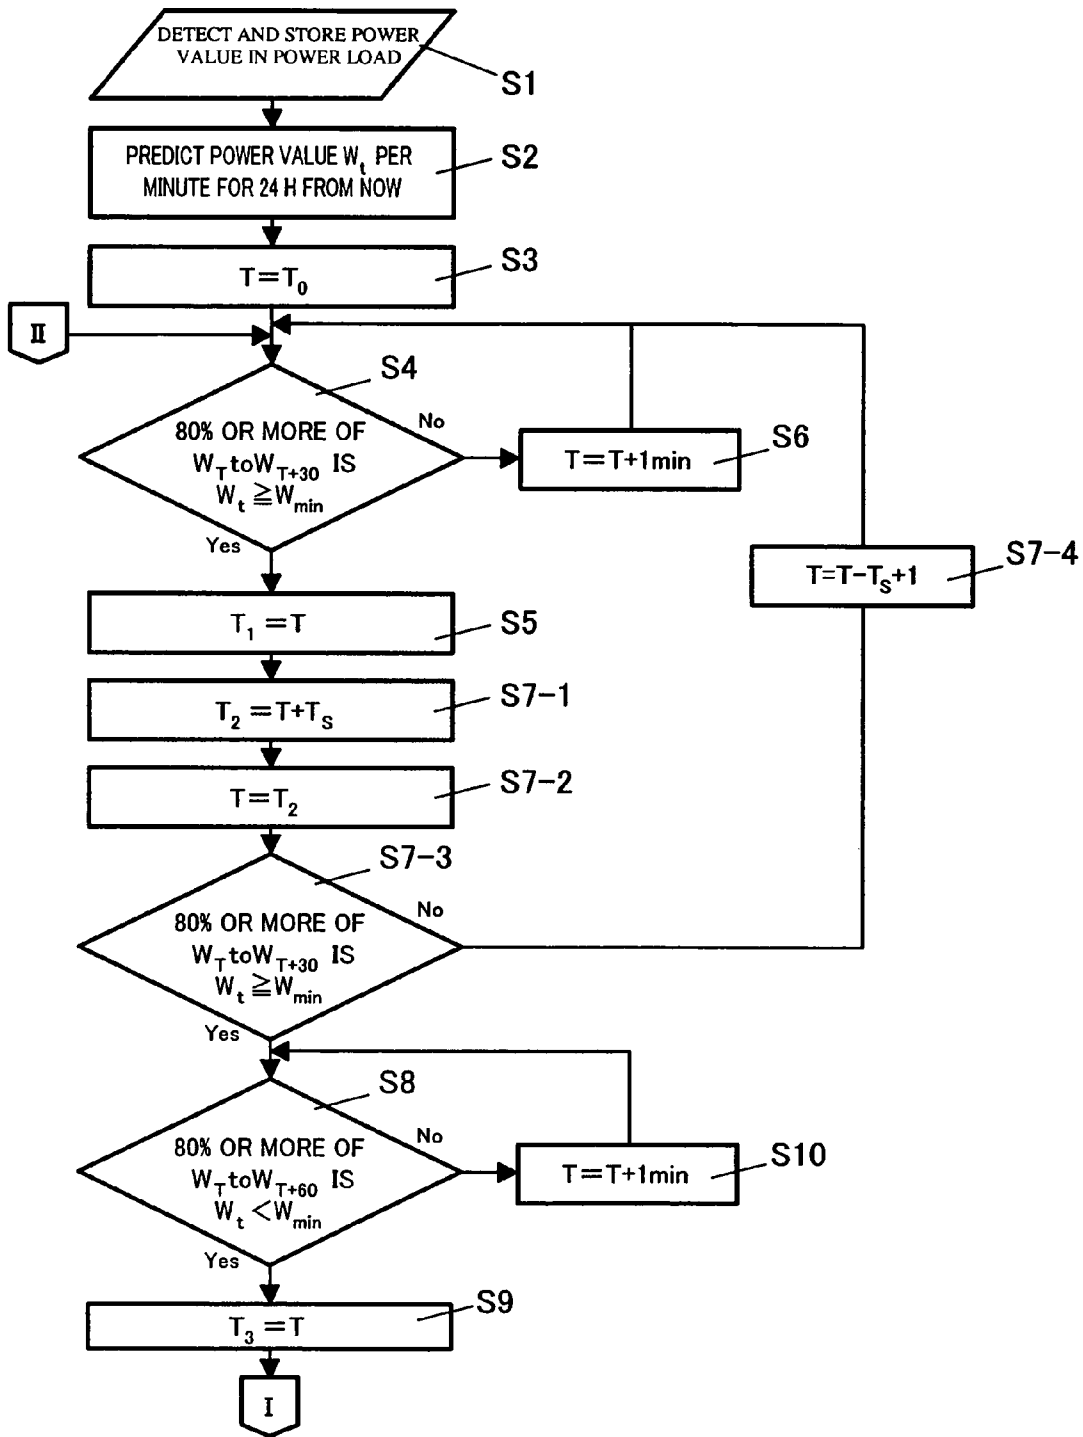 DETECT AND STORE POWER
VALUE IN POWER LOAD
S1
PREDICT POWER VALUE Wt PER
MINUTE FOR 24 H FROM NOW
S2
T=T0
S3
II
S4
80% OR MORE OF
WT to WT+30 IS
Wt ≧Wmin
No
Yes
T=T+1min
S6
T=T−TS+1
S7-4
T1 =T
S5
T2 =T+TS
S7-1
T=T2
S7-2
S7-3
80% OR MORE OF
WT to WT+30 IS
Wt ≧Wmin
No
Yes
S8
80% OR MORE OF
WT to WT+60 IS
Wt <Wmin
No
Yes
T=T+1min
S10
T3 =T
S9
I